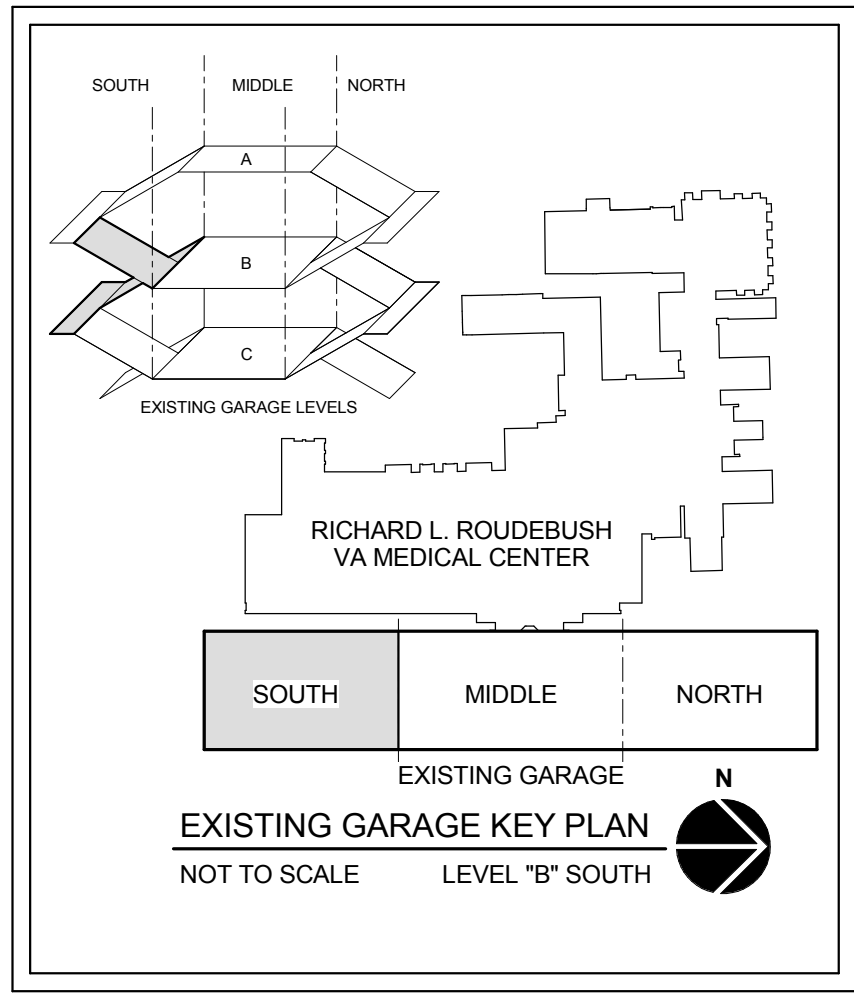 SOUTH MIDDLE NORTH
A
B
C
EXISTING GARAGE LEVELS
RICHARD L. ROUDEBUSH
VA MEDICAL CENTER
SOUTH MIDDLE NORTH
EXISTING GARAGE
N
EXISTING GARAGE KEY PLAN
NOT TO SCALE LEVEL "B" SOUTH